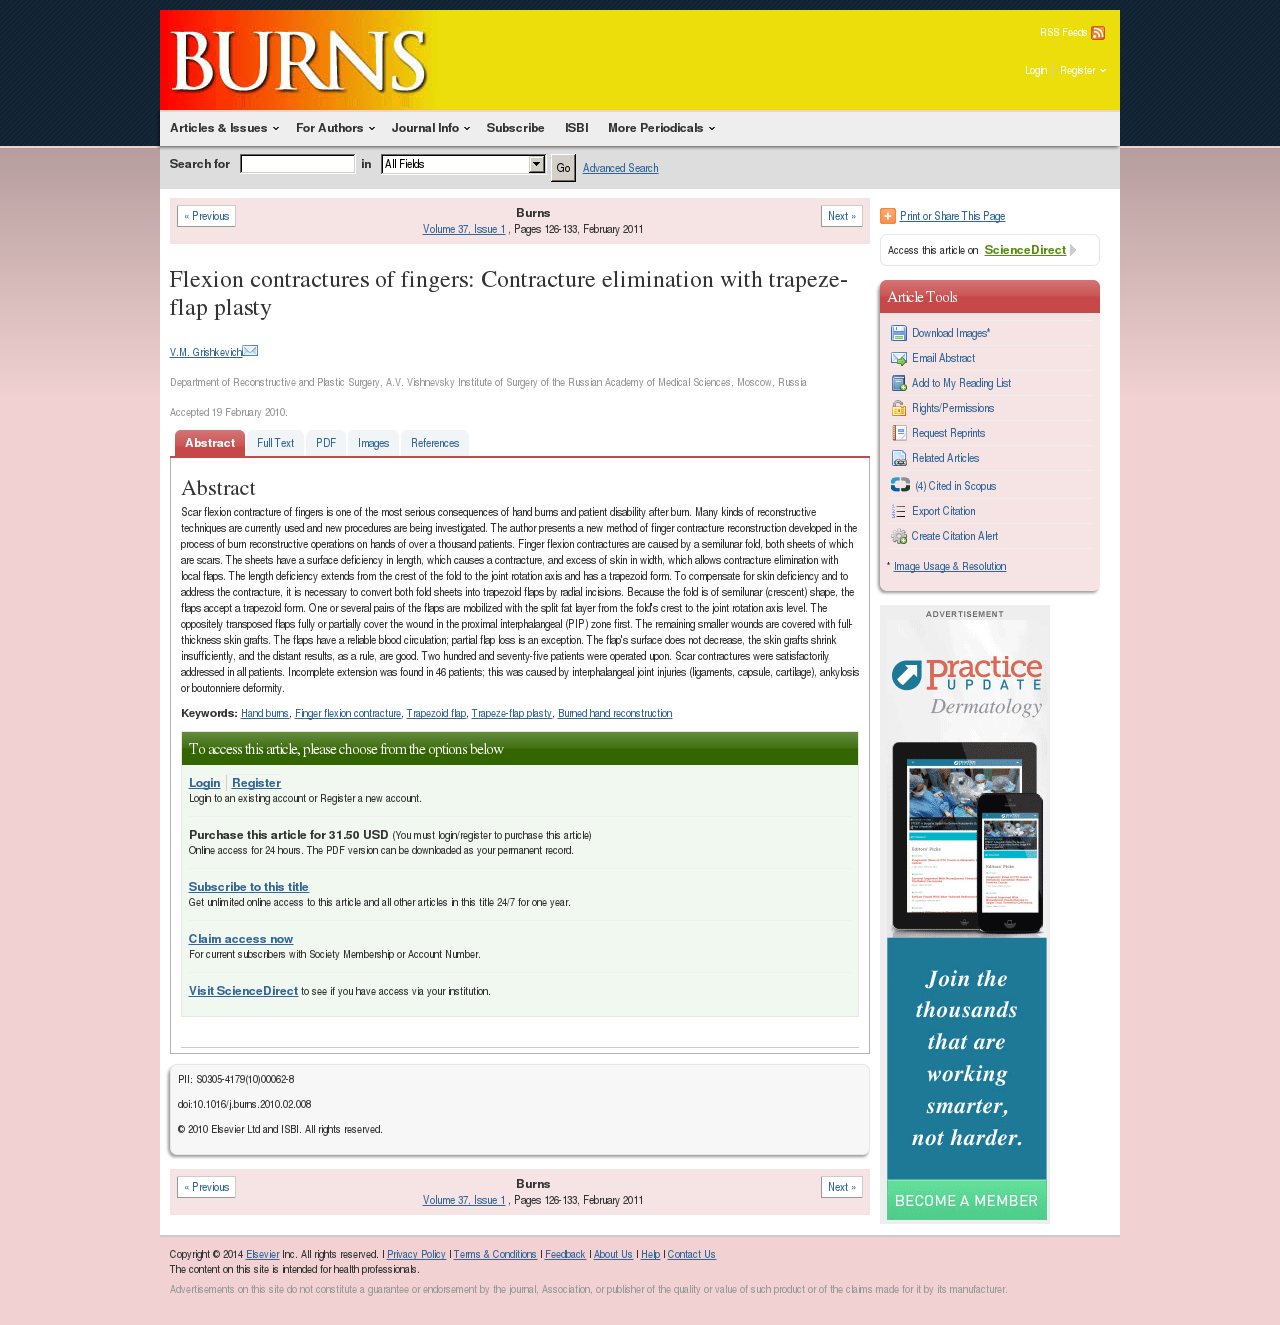 BURNS
RSS Feeds
Login Register
Articles & Issues For Authors Journal Info Subscribe ISBI More Periodicals
Search for in All Fields Go Advanced Search
« Previous
Burns
Volume 37, Issue 1 , Pages 126-133, February 2011
Next »
Flexion contractures of fingers: Contracture elimination with trapeze-
flap plasty
V.M. Grishkevich
Department of Reconstructive and Plastic Surgery, A.V. Vishnevsky Institute of Surgery of the Russian Academy of Medical Sciences, Moscow, Russia
Accepted 19 February 2010.
Abstract Full Text PDF Images References
Abstract
Scar flexion contracture of fingers is one of the most serious consequences of hand burns and patient disability after burn. Many kinds of reconstructive
techniques are currently used and new procedures are being investigated. The author presents a new method of finger contracture reconstruction developed in the
process of burn reconstructive operations on hands of over a thousand patients. Finger flexion contractures are caused by a semilunar fold, both sheets of which
are scars. The sheets have a surface deficiency in length, which causes a contracture, and excess of skin in width, which allows contracture elimination with
local flaps. The length deficiency extends from the crest of the fold to the joint rotation axis and has a trapezoid form. To compensate for skin deficiency and to
address the contracture, it is necessary to convert both fold sheets into trapezoid flaps by radial incisions. Because the fold is of semilunar (crescent) shape, the
flaps accept a trapezoid form. One or several pairs of the flaps are mobilized with the split fat layer from the fold's crest to the joint rotation axis level. The
oppositely transposed flaps fully or partially cover the wound in the proximal interphalangeal (PIP) zone first. The remaining smaller wounds are covered with full-
thickness skin grafts. The flaps have a reliable blood circulation; partial flap loss is an exception. The flap's surface does not decrease, the skin grafts shrink
insufficiently, and the distant results, as a rule, are good. Two hundred and seventy-five patients were operated upon. Scar contractures were satisfactorily
addressed in all patients. Incomplete extension was found in 46 patients; this was caused by interphalangeal joint injuries (ligaments, capsule, cartilage), ankylosis
or boutonniere deformity.
Keywords: Hand burns, Finger flexion contracture, Trapezoid flap, Trapeze-flap plasty, Burned hand reconstruction
To access this article, please choose from the options below
Login Register
Login to an existing account or Register a new account.
Purchase this article for 31.50 USD (You must login/register to purchase this article)
Online access for 24 hours. The PDF version can be downloaded as your permanent record.
Subscribe to this title
Get unlimited online access to this article and all other articles in this title 24/7 for one year.
Claim access now
For current subscribers with Society Membership or Account Number.
Visit ScienceDirect to see if you have access via your institution.
PII: S0305-4179(10)00062-8
doi:10.1016/j.burns.2010.02.008
© 2010 Elsevier Ltd and ISBI. All rights reserved.
« Previous
Burns
Volume 37, Issue 1 , Pages 126-133, February 2011
Next »
Print or Share This Page
Access this article on ScienceDirect
Article Tools
Download Images*
Email Abstract
Add to My Reading List
Rights/Permissions
Request Reprints
Related Articles
(4) Cited in Scopus
Export Citation
Create Citation Alert
* Image Usage & Resolution
ADVERTISEMENT
practice
UPDATE
Dermatology
Editors' Picks
Editors' Picks
Join the
thousands
that are
working
smarter,
not harder.
BECOME A MEMBER
Copyright © 2014 Elsevier Inc. All rights reserved. | Privacy Policy | Terms & Conditions | Feedback | About Us | Help | Contact Us
The content on this site is intended for health professionals.
Advertisements on this site do not constitute a guarantee or endorsement by the journal, Association, or publisher of the quality or value of such product or of the claims made for it by its manufacturer.